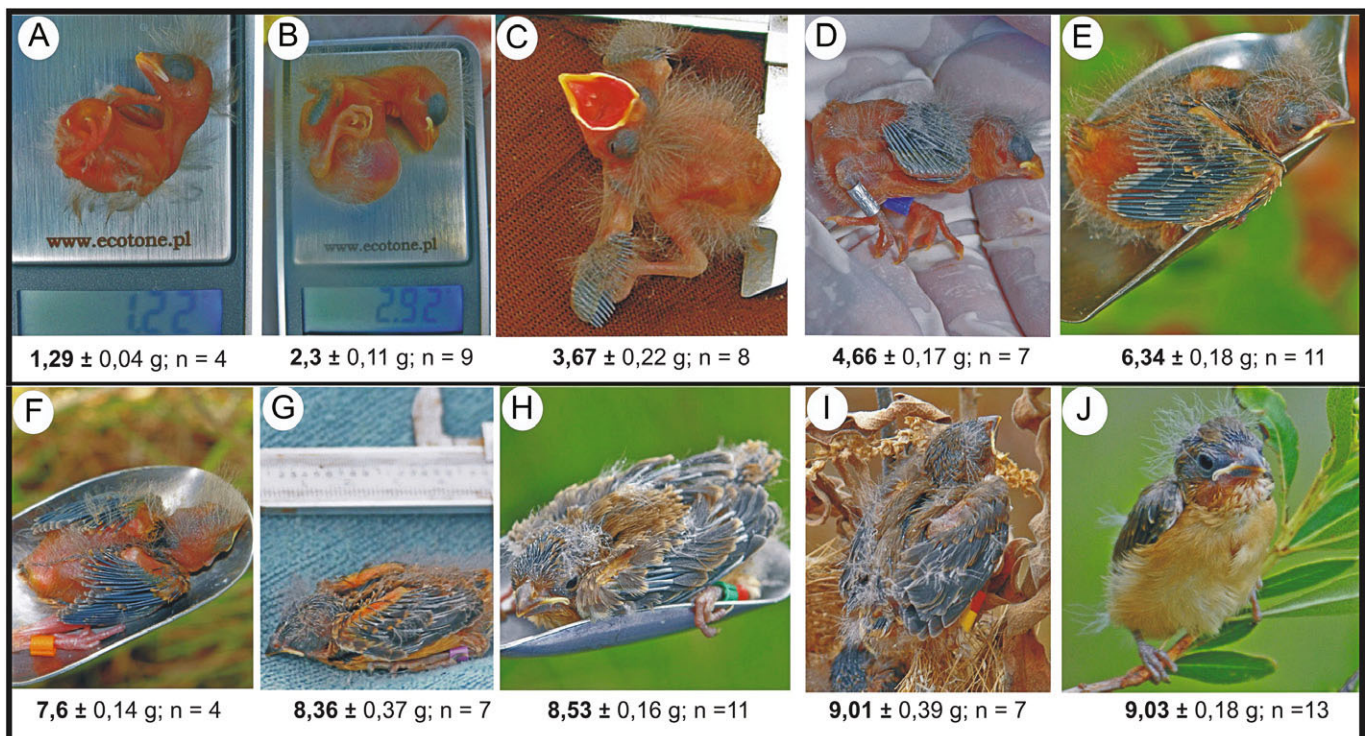 A
B
C
D
E
www.ecotone.pl
www.ecotone.pl
1.22
2.92
1,29 ± 0,04 g; n = 4
2,3 ± 0,11 g; n = 9
3,67 ± 0,22 g; n = 8
4,66 ± 0,17 g; n = 7
6,34 ± 0,18 g; n = 11
F
G
H
I
J
7,6 ± 0,14 g; n = 4
8,36 ± 0,37 g; n = 7
8,53 ± 0,16 g; n =11
9,01 ± 0,39 g; n = 7
9,03 ± 0,18 g; n =13